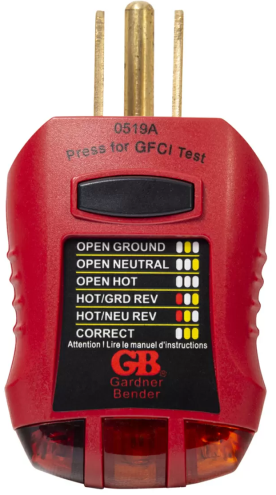 0519A
Press for GFCI Test
OPEN GROUND
OPEN NEUTRAL
OPEN HOT
HOT/GRD REV
HOT/NEU REV
CORRECT
Attention ! Lire le manuel d'instructions
GB
Gardner
Bender